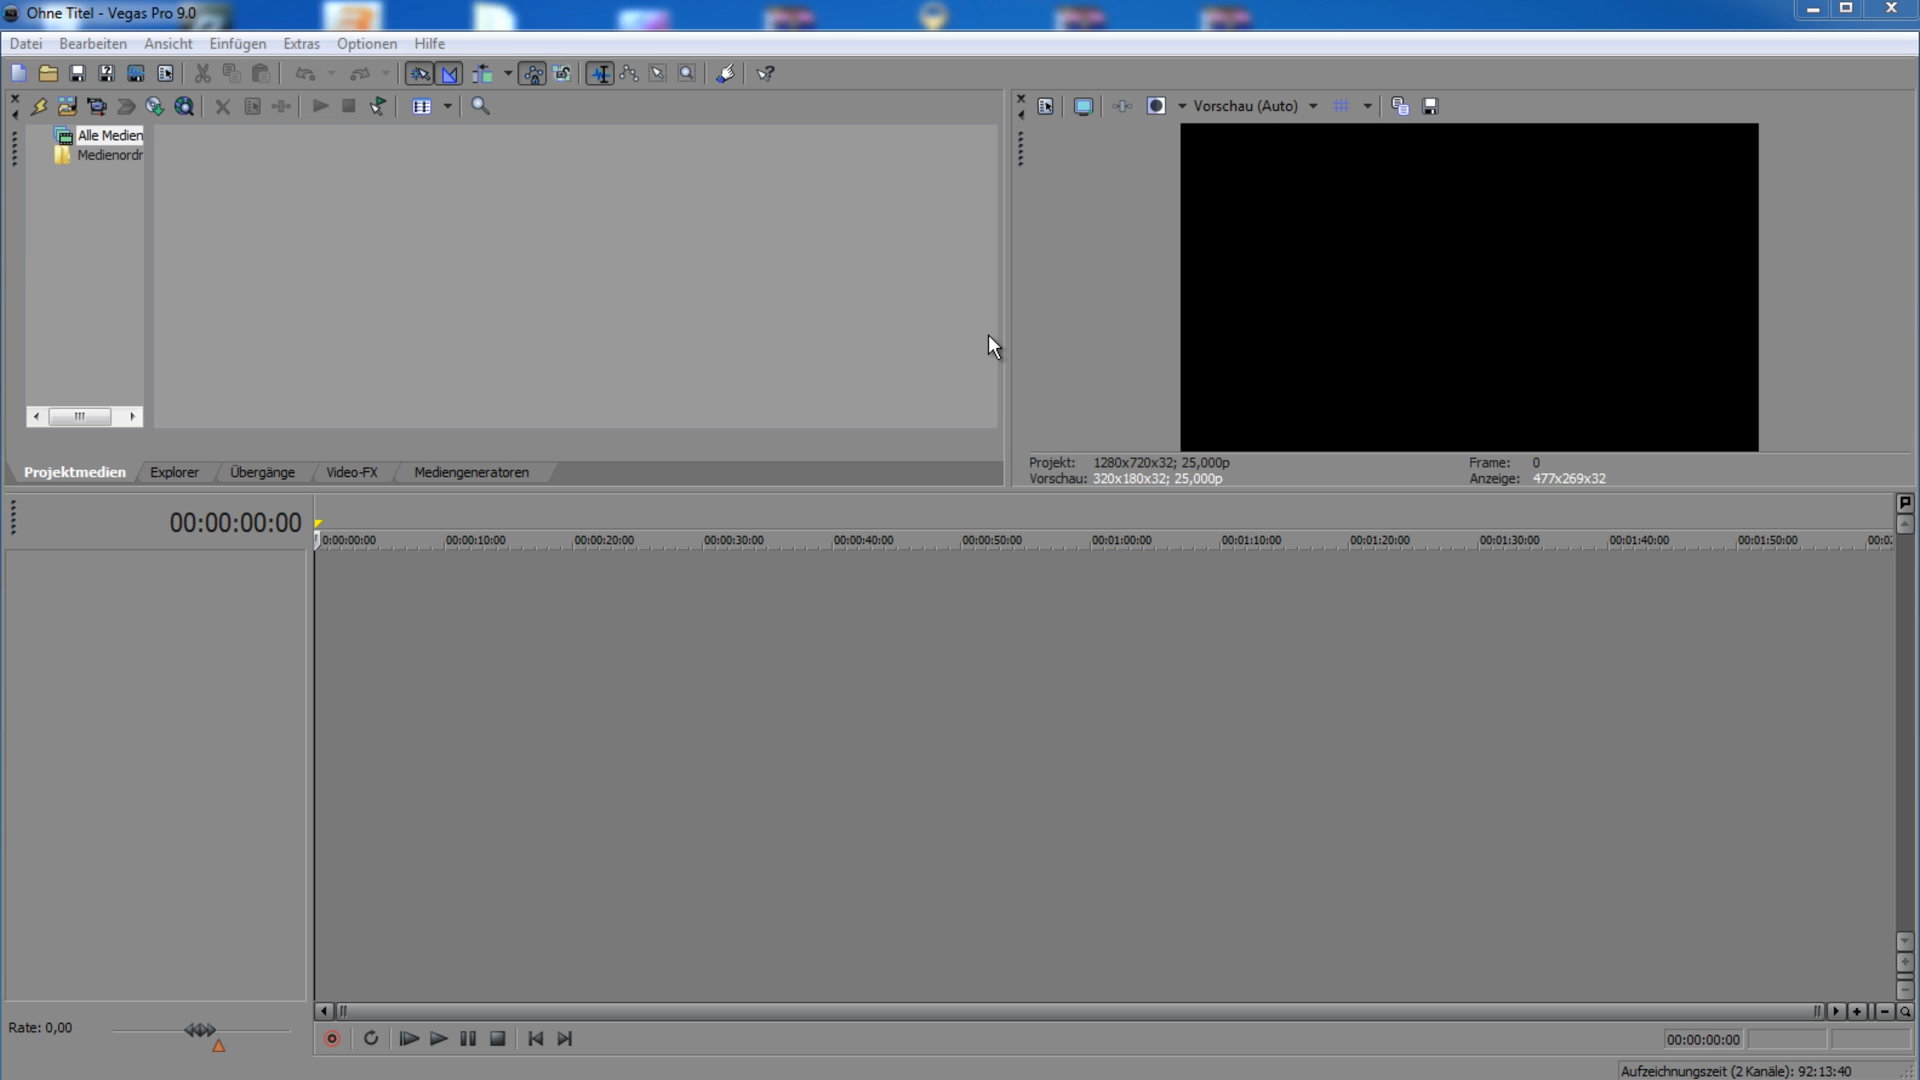 Ohne Titel - Vegas Pro 9.0
Datei Bearbeiten Ansicht Einfügen Extras Optionen Hilfe
Vorschau (Auto)
Alle Medien
Medienordr
Projektmedien Explorer Übergänge Video-FX Mediengeneratoren
Projekt: 1280x720x32; 25,000p Frame: 0
Vorschau: 320x180x32; 25,000p Anzeige: 477x269x32
00:00:00:00
0:00:00:00 00:00:10:00 00:00:20:00 00:00:30:00 00:00:40:00 00:00:50:00 00:01:00:00 00:01:10:00 00:01:20:00 00:01:30:00 00:01:40:00 00:01:50:00 00:0
Rate: 0,00
00:00:00:00
Aufzeichnungszeit (2 Kanäle): 92:13:40